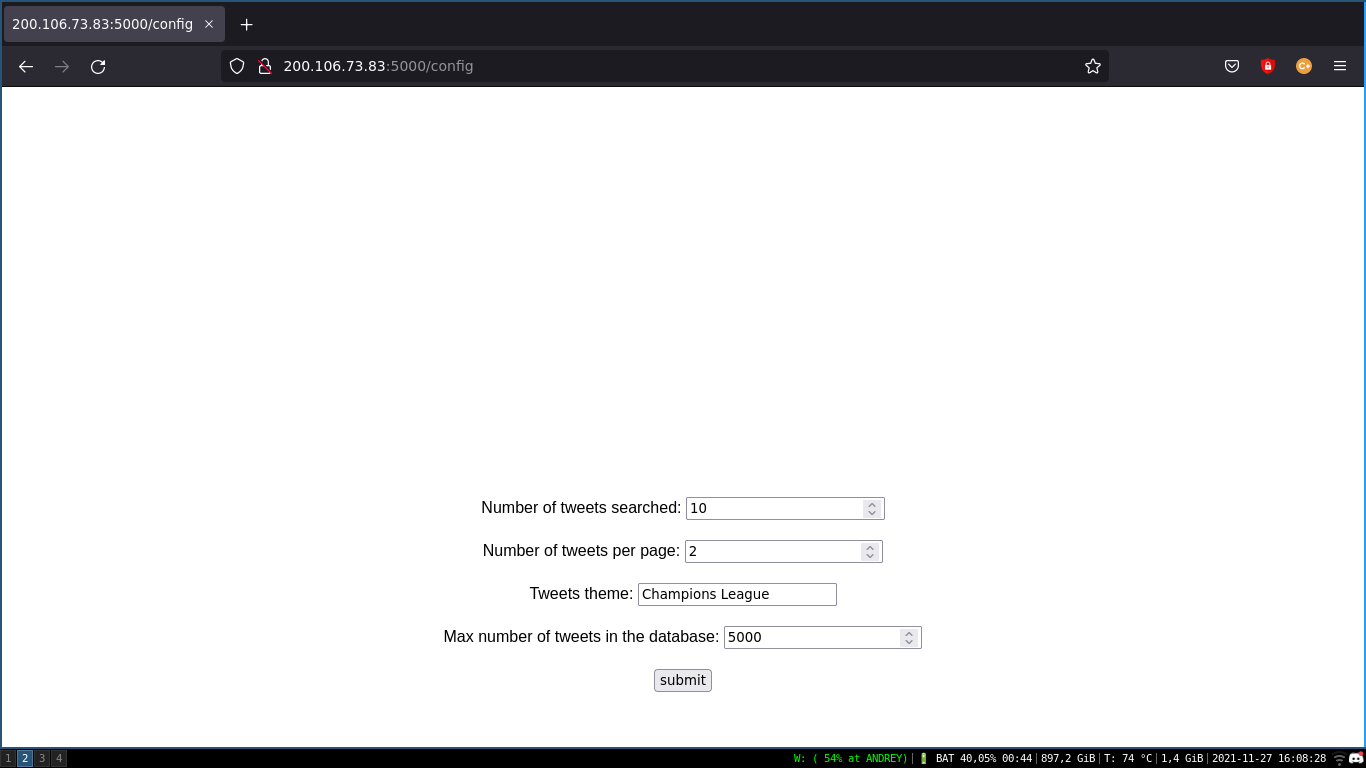 200.106.73.83:5000/config
200.106.73.83:5000/config
C+
Number of tweets searched: 10
Number of tweets per page: 2
Tweets theme: Champions League
Max number of tweets in the database: 5000
submit
1 2 3 4 W: ( 54% at ANDREY)| BAT 40,05% 00:44|897,2 GiB|T: 74 °C|1,4 GiB|2021-11-27 16:08:28